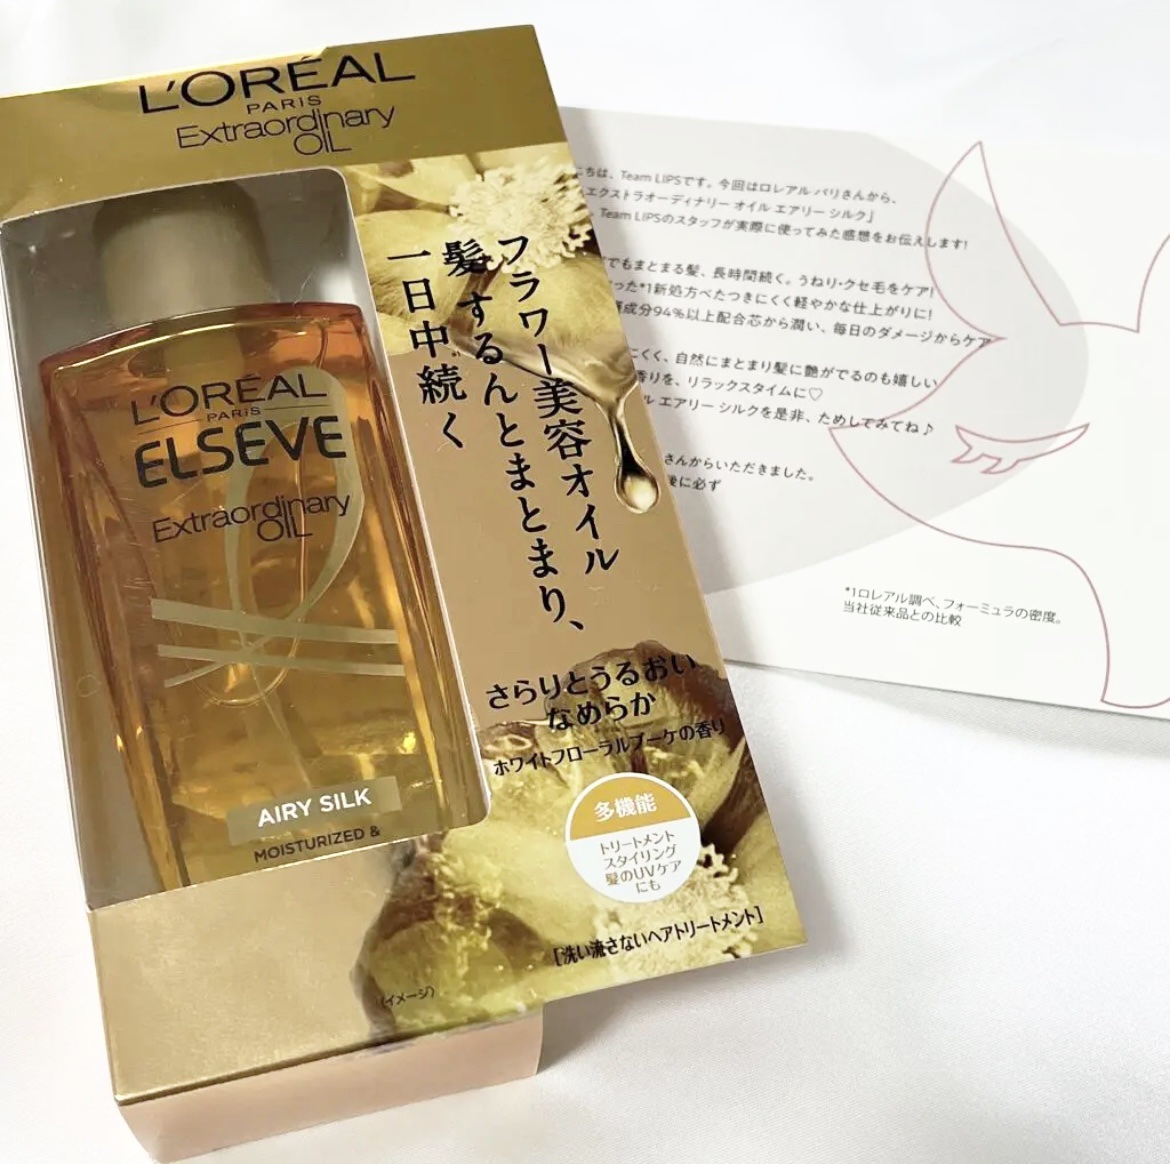 L'ORÉAL
PARIS
Extraordinary
OIL
フラワー美容オイル
髪、するんとまとまり、
一日中続く
L'ORÉAL
PARIS
ELSEVE
Extraordinary
OIL
AIRY SILK
MOISTURIZED &
さらりとうるおい
なめらか
ホワイトフローラルブーケの香り
多機能
トリートメント
スタイリング
髪のUVケア
にも
[洗い流さないヘアトリートメント]
(イメージ)
ちは、Team LIPSです。今回はロレアル パリさんから、
エクストラオーディナリー オイル エアリー シルク」
Team LIPSのスタッフが実際に使ってみた感想をお伝えします!
でもまとまる髪、長時間続く。うねり・クセ毛をケア!
った*1新処方べたつきにくく軽やかな仕上がりに!
成分94%以上配合芯から潤い、毎日のダメージからケア
にくく、自然にまとまり髪に艶がでるのも嬉しい
香りを、リラックスタイムに♡
ル エアリー シルクを是非、ためしてみてね♪
さんからいただきました。
後に必ず
*1ロレアル調べ、フォーミュラの密度。
当社従来品との比較